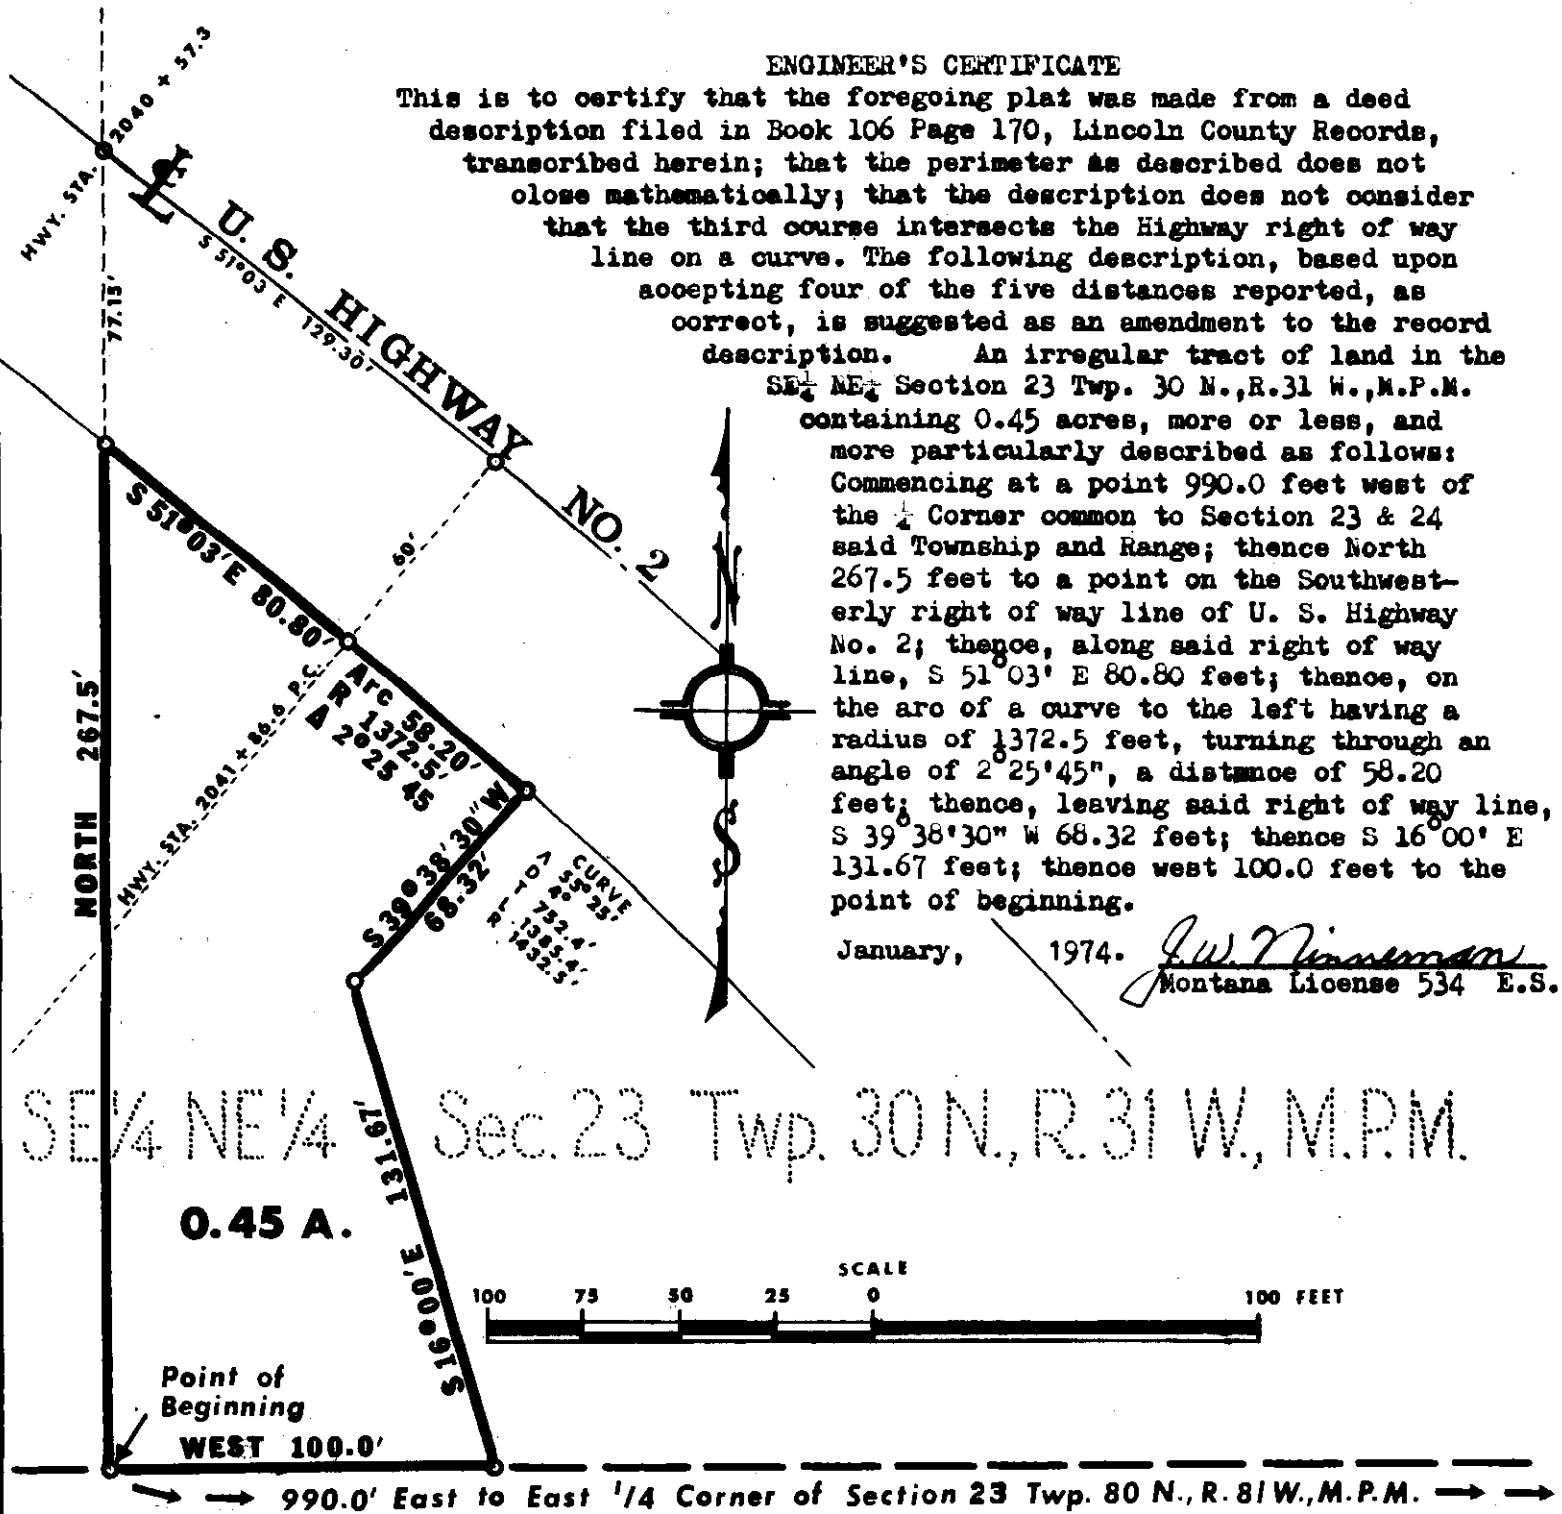 ENGINEER'S CERTIFICATE
This is to certify that the foregoing plat was made from a deed
description filed in Book 106 Page 170, Lincoln County Records,
transcribed herein; that the perimeter as described does not
close mathematically; that the description does not consider
that the third course intersects the Highway right of way
line on a curve. The following description, based upon
accepting four of the five distances reported, as
correct, is suggested as an amendment to the record
description. An irregular tract of land in the
SE¼ NE¼ Section 23 Twp. 30 N.,R.31 W.,M.P.M.
containing 0.45 acres, more or less, and
more particularly described as follows:
Commencing at a point 990.0 feet west of
the ¼ Corner common to Section 23 & 24
said Township and Range; thence North
267.5 feet to a point on the Southwest-
erly right of way line of U. S. Highway
No. 2; thence, along said right of way
line, S 51°03' E 80.80 feet; thence, on
the arc of a curve to the left having a
radius of 1372.5 feet, turning through an
angle of 2°25'45", a distance of 58.20
feet; thence, leaving said right of way line,
S 39°38'30" W 68.32 feet; thence S 16°00' E
131.67 feet; thence west 100.0 feet to the
point of beginning.
January, 1974. J.W. Ninneman
Montana License 534 E.S.
HWY. STA. 2040 + 57.3
77.15'
℄ U.S. HIGHWAY NO. 2
S 51°03 E 129.30'
60'
S 51°03'E 80.80'
Arc 58.20'
R 1372.5'
Δ 2°25 45
HWY. STA. 2041 + 86.6 P.C.
NORTH 267.5'
S 39°38'30"W
68.32'
CURVE
Δ 55°25'
D 4°
T 752.4'
L 1385.4'
R 1432.5'
N
S
SE¼ NE¼ Sec. 23 Twp. 30 N., R. 31 W., M.P.M.
S 16°00'E 131.67'
0.45 A.
SCALE
100 75 50 25 0 100 FEET
Point of
Beginning
WEST 100.0'
990.0' East to East 1/4 Corner of Section 23 Twp. 80 N., R. 81 W., M.P.M.